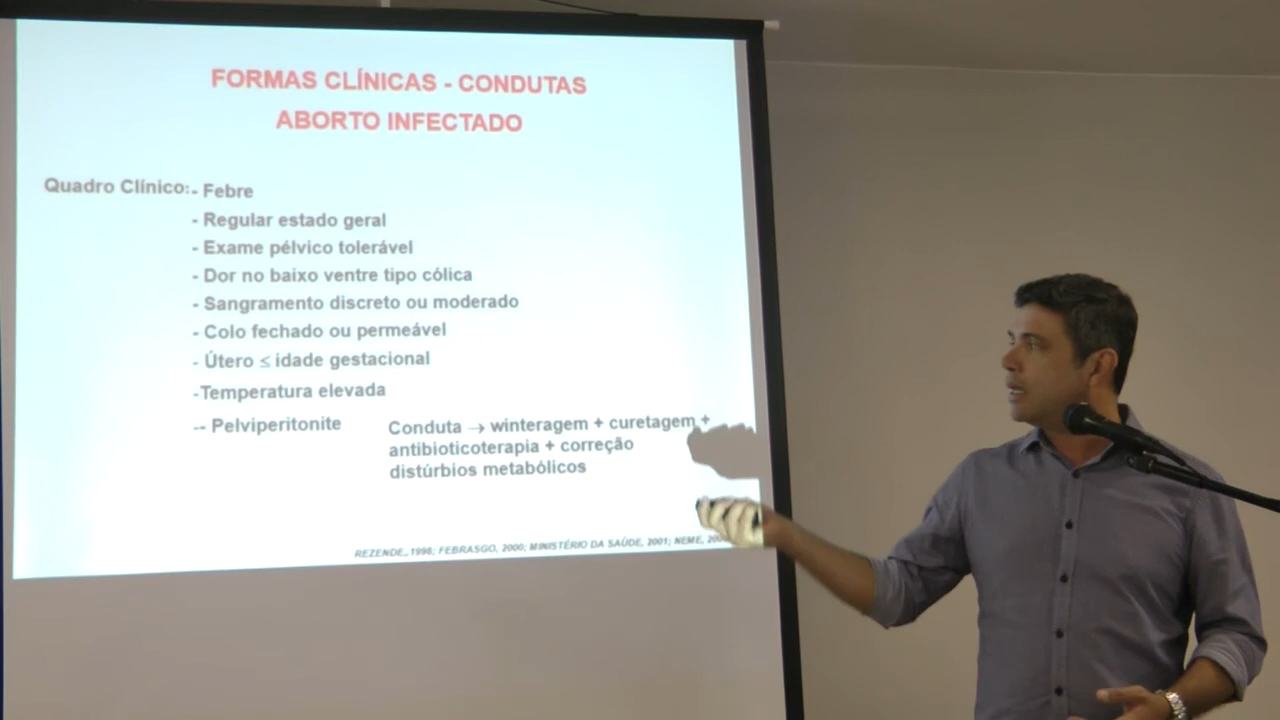 FORMAS CLÍNICAS - CONDUTAS
ABORTO INFECTADO
Quadro Clínico:- Febre
- Regular estado geral
- Exame pélvico tolerável
- Dor no baixo ventre tipo cólica
- Sangramento discreto ou moderado
- Colo fechado ou permeável
- Útero ≤ idade gestacional
-Temperatura elevada
-- Pelviperitonite
Conduta → winteragem + curetagem +
antibioticoterapia + correção
distúrbios metabólicos
REZENDE, 1998; FEBRASGO, 2000; MINISTÉRIO DA SAÚDE, 2001; NEME,